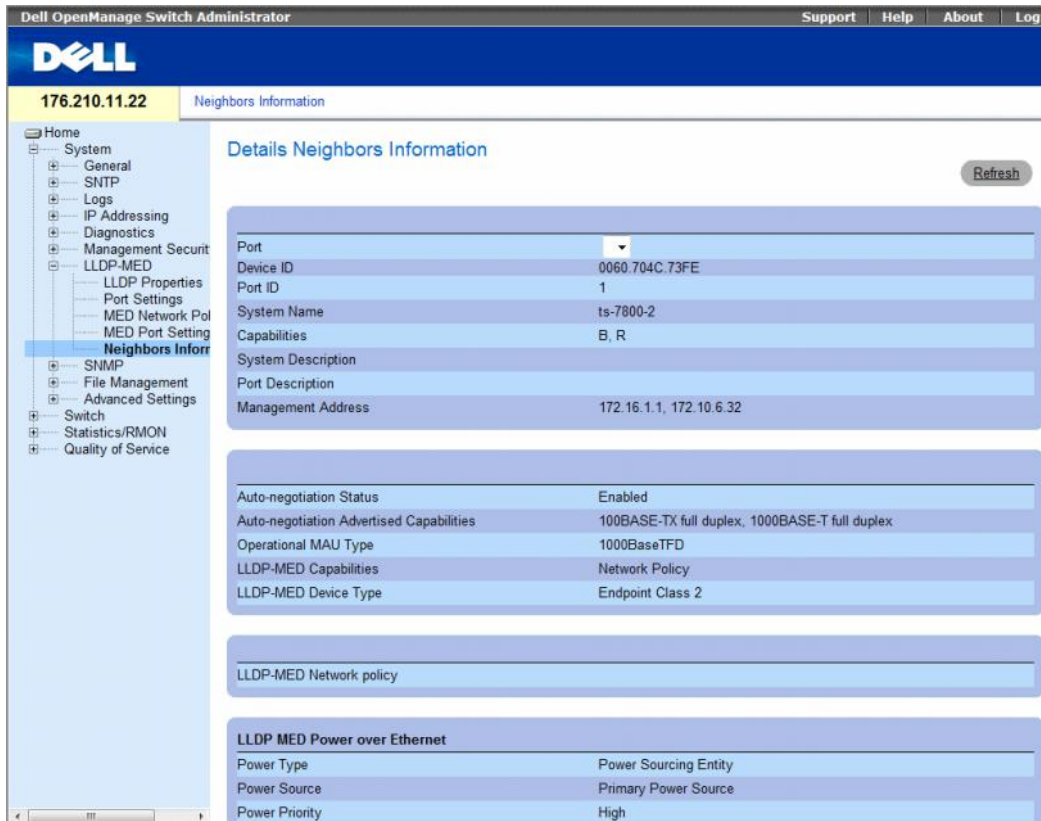 Dell OpenManage Switch Administrator
Support Help About Log
DELL
176.210.11.22
Neighbors Information
Home
System
General
SNTP
Logs
IP Addressing
Diagnostics
Management Securit
LLDP-MED
LLDP Properties
Port Settings
MED Network Pol
MED Port Setting
Neighbors Inform
SNMP
File Management
Advanced Settings
Switch
Statistics/RMON
Quality of Service
Details Neighbors Information
Refresh
Port
Device ID 0060.704C.73FE
Port ID 1
System Name ts-7800-2
Capabilities B, R
System Description
Port Description
Management Address 172.16.1.1, 172.10.6.32
Auto-negotiation Status Enabled
Auto-negotiation Advertised Capabilities 100BASE-TX full duplex, 1000BASE-T full duplex
Operational MAU Type 1000BaseTFD
LLDP-MED Capabilities Network Policy
LLDP-MED Device Type Endpoint Class 2
LLDP-MED Network policy
LLDP MED Power over Ethernet
Power Type Power Sourcing Entity
Power Source Primary Power Source
Power Priority High